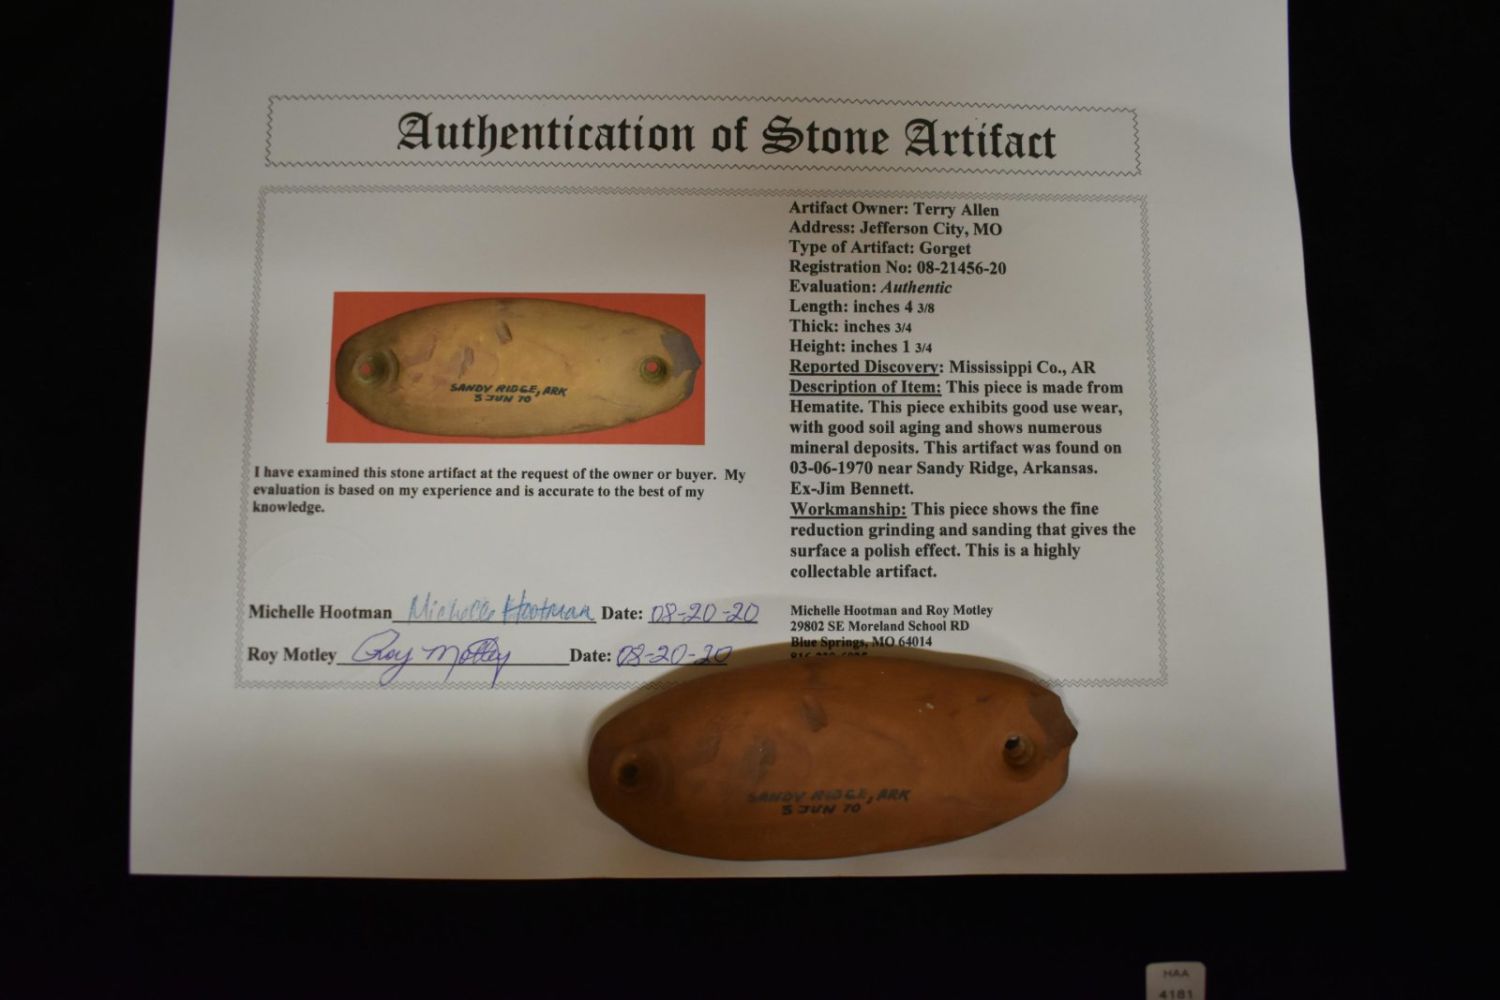 Authentication of Stone Artifact
SANDY RIDGE, ARK
5 JUN 70
I have examined this stone artifact at the request of the owner or buyer. My
evaluation is based on my experience and is accurate to the best of my
knowledge.
Michelle Hootman Michelle Hootman Date: 08-20-20
Roy Motley Roy Motley Date: 08-20-20
Artifact Owner: Terry Allen
Address: Jefferson City, MO
Type of Artifact: Gorget
Registration No: 08-21456-20
Evaluation: Authentic
Length: inches 4 3/8
Thick: inches 3/4
Height: inches 1 3/4
Reported Discovery: Mississippi Co., AR
Description of Item: This piece is made from
Hematite. This piece exhibits good use wear,
with good soil aging and shows numerous
mineral deposits. This artifact was found on
03-06-1970 near Sandy Ridge, Arkansas.
Ex-Jim Bennett.
Workmanship: This piece shows the fine
reduction grinding and sanding that gives the
surface a polish effect. This is a highly
collectable artifact.
Michelle Hootman and Roy Motley
29802 SE Moreland School RD
Blue Springs, MO 64014
SANDY RIDGE, ARK
5 JUN 70
HAA
4181